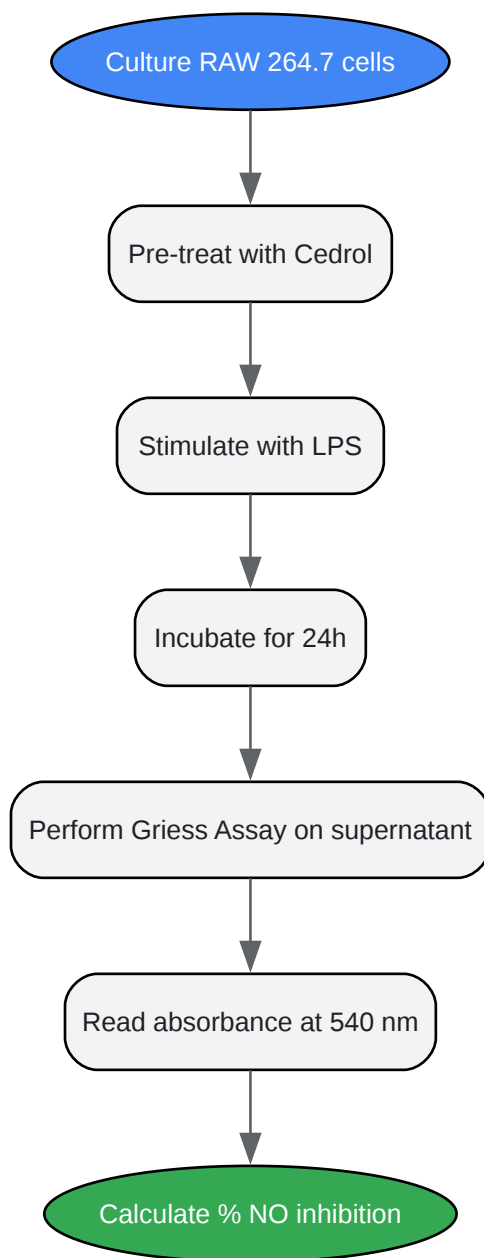 Culture RAW 264.7 cells
Pre-treat with Cedrol
Stimulate with LPS
Incubate for 24h
Perform Griess Assay on supernatant
Read absorbance at 540 nm
Calculate % NO inhibition